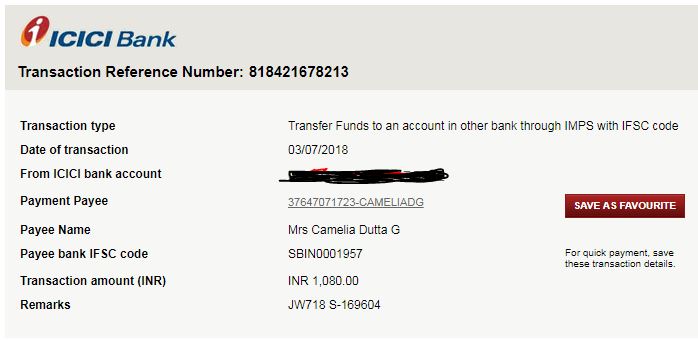 ICICI Bank
Transaction Reference Number: 818421678213
Transaction type Transfer Funds to an account in other bank through IMPS with IFSC code
Date of transaction 03/07/2018
From ICICI bank account
Payment Payee 37647071723-CAMELIADG
SAVE AS FAVOURITE
Payee Name Mrs Camelia Dutta G
Payee bank IFSC code SBIN0001957
For quick payment, save
these transaction details.
Transaction amount (INR) INR 1,080.00
Remarks JW718 S-169604